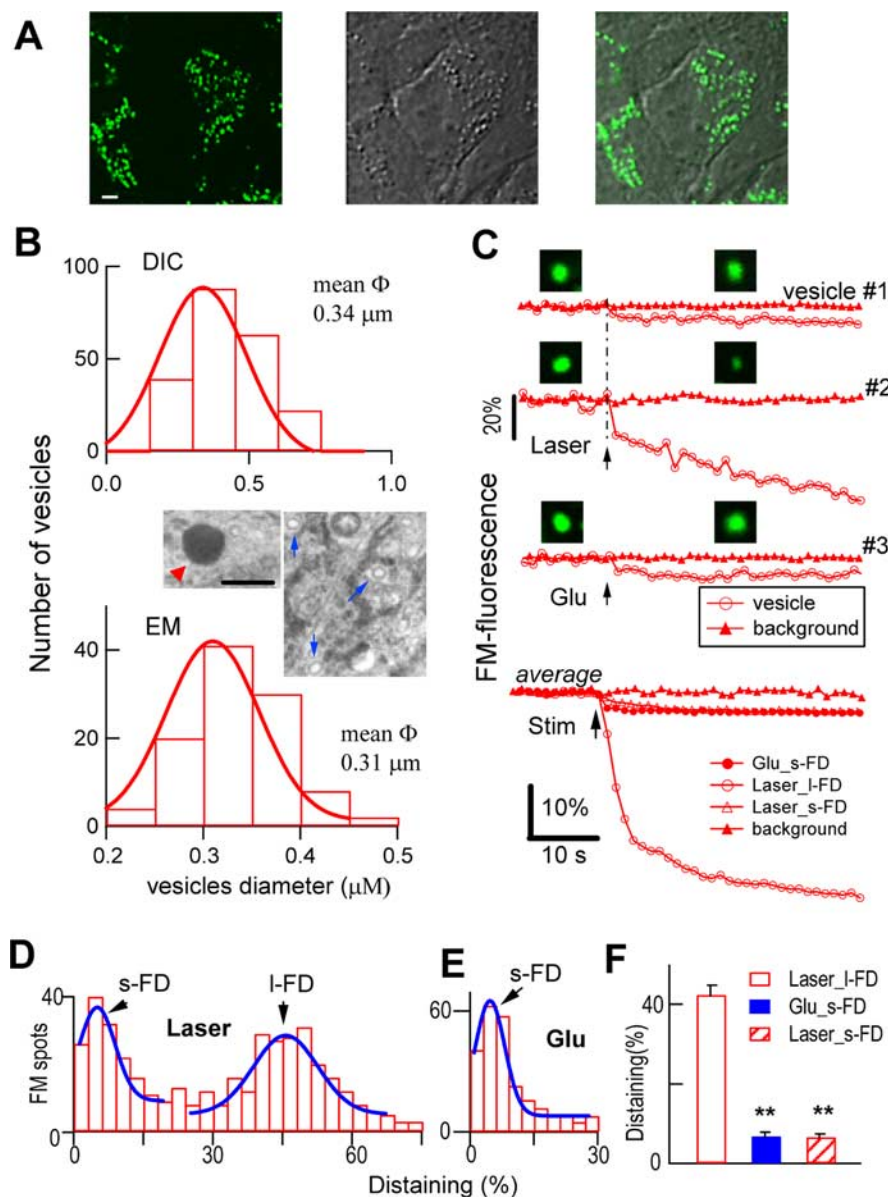 A
B
DIC
mean Φ
0.34 μm
100
50
0
0.0
0.5
1.0
Number of vesicles
EM
mean Φ
0.31 μm
40
20
0
0.2
0.3
0.4
0.5
vesicles diameter (μM)
C
vesicle #1
#2
20%
Laser
#3
Glu
vesicle
background
FM-fluorescence
average
Stim
Glu_s-FD
Laser_l-FD
Laser_s-FD
background
10%
10 s
D
s-FD
l-FD
Laser
40
FM spots
0
0
30
60
E
s-FD
Glu
60
0
0
30
Distaining (%)
F
Laser_l-FD
Glu_s-FD
Laser_s-FD
40
Distaining(%)
**
**
0